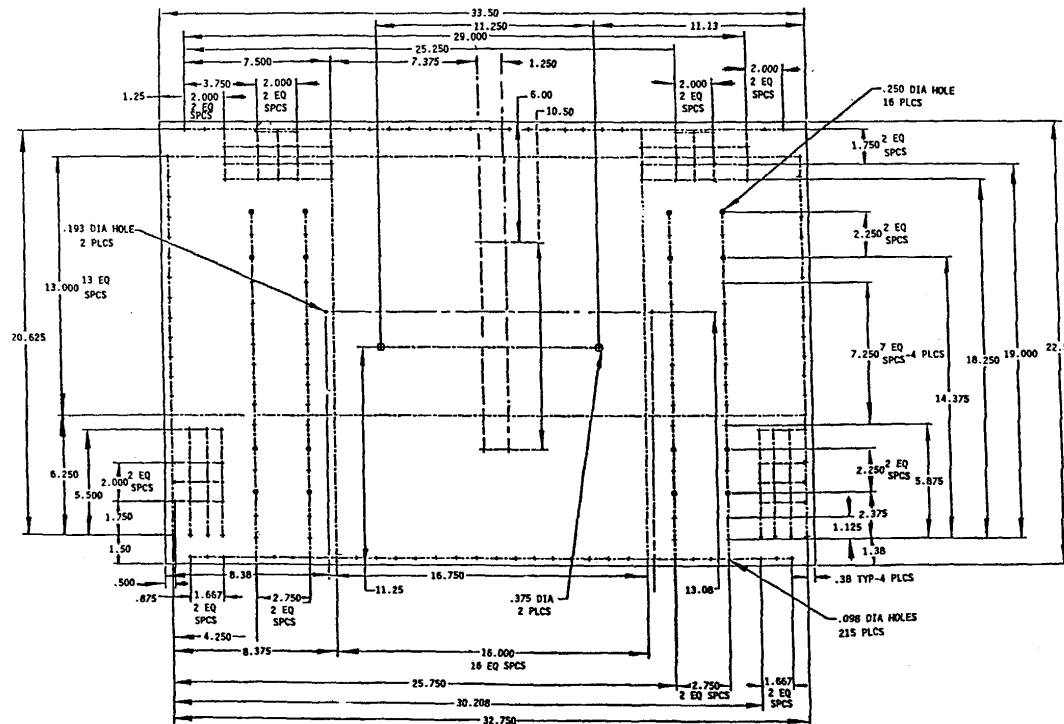 33.50
11.250
11.13
29.000
25.250
7.500
7.375
1.250
2.000
2 EQ
SPCS
3.750
2.000
2 EQ
SPCS
2.000
2 EQ
SPCS
1.25
2.000
2 EQ
SPCS
6.00
10.50
.250 DIA HOLE
16 PLCS
1.750
2 EQ
SPCS
.193 DIA HOLE
2 PLCS
2.250
2 EQ
SPCS
13.000
13 EQ
SPCS
20.625
7.250
7 EQ
SPCS-4 PLCS
18.250
19.000
22.
14.375
6.250
5.500
2.000
2 EQ
SPCS
1.750
1.50
2.250
2 EQ
SPCS
5.875
2.375
1.125
1.38
.500
.875
8.38
16.750
11.25
.375 DIA
2 PLCS
13.08
.38 TYP-4 PLCS
1.667
2 EQ
SPCS
2.750
2 EQ
SPCS
.098 DIA HOLES
215 PLCS
4.250
8.375
16.000
16 EQ SPCS
25.750
2.750
2 EQ SPCS
1.667
2 EQ
SPCS
30.208
32.750